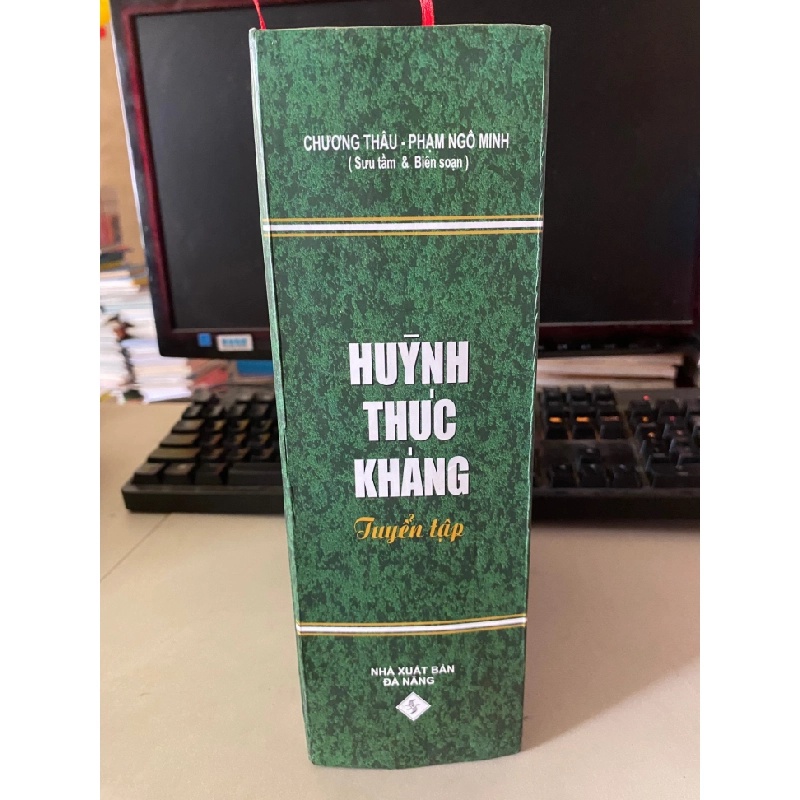 CHƯƠNG THÂU - PHẠM NGÔ MINH
( Sưu tầm & Biên soạn )
HUỲNH
THÚC
KHÁNG
Tuyển tập
NHÀ XUẤT BẢN
ĐÀ NẴNG